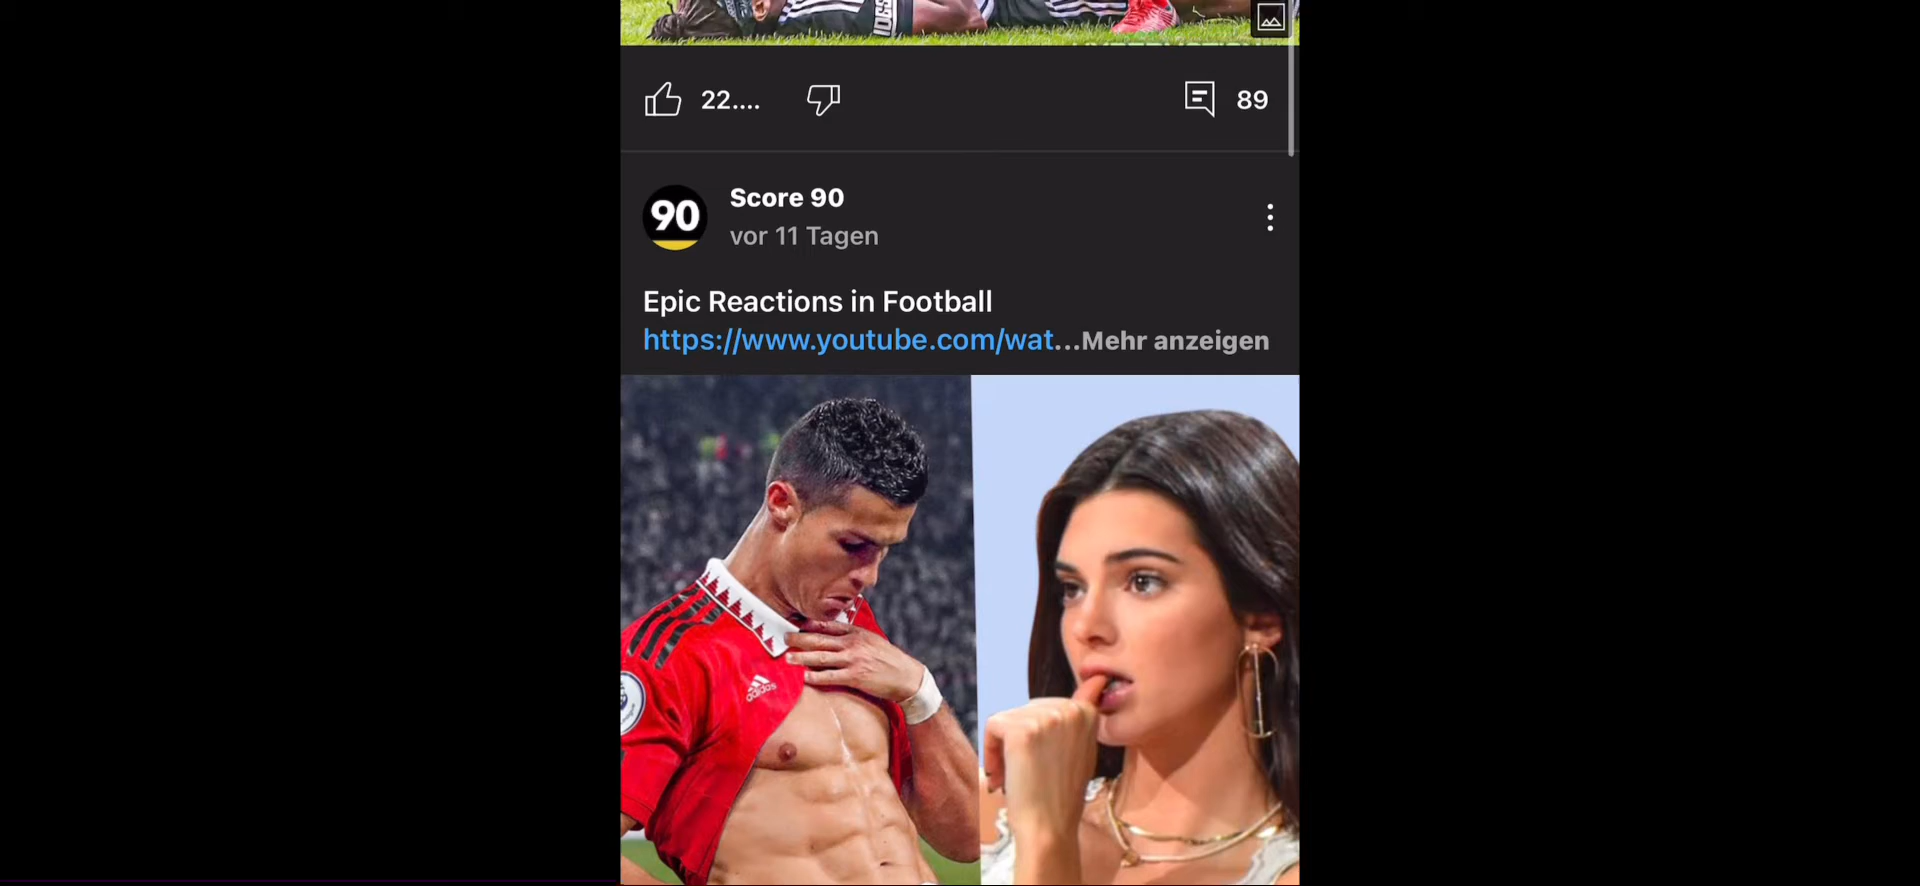 22....
89
90
Score 90
vor 11 Tagen
Epic Reactions in Football
https://www.youtube.com/wat...Mehr anzeigen
adidas